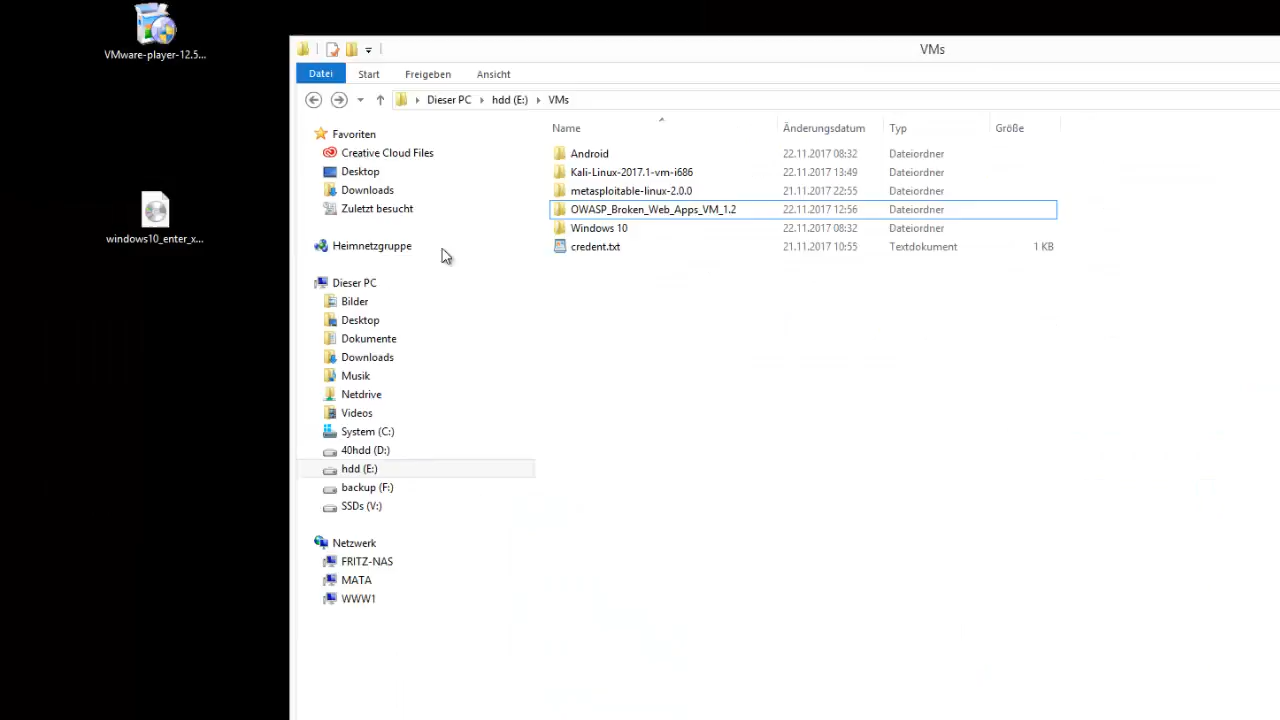 VMware-player-12.5...
windows10_enter_x...
VMs
Datei Start Freigeben Ansicht
Dieser PC hdd (E:) VMs
Name Änderungsdatum Typ Größe
Favoriten
Creative Cloud Files
Desktop
Downloads
Zuletzt besucht
Heimnetzgruppe
Dieser PC
Bilder
Desktop
Dokumente
Downloads
Musik
Netdrive
Videos
System (C:)
40hdd (D:)
hdd (E:)
backup (F:)
SSDs (V:)
Netzwerk
FRITZ-NAS
MATA
WWW1
Android 22.11.2017 08:32 Dateiordner
Kali-Linux-2017.1-vm-i686 22.11.2017 13:49 Dateiordner
metasploitable-linux-2.0.0 21.11.2017 22:55 Dateiordner
OWASP_Broken_Web_Apps_VM_1.2 22.11.2017 12:56 Dateiordner
Windows 10 22.11.2017 08:32 Dateiordner
credent.txt 21.11.2017 10:55 Textdokument 1 KB